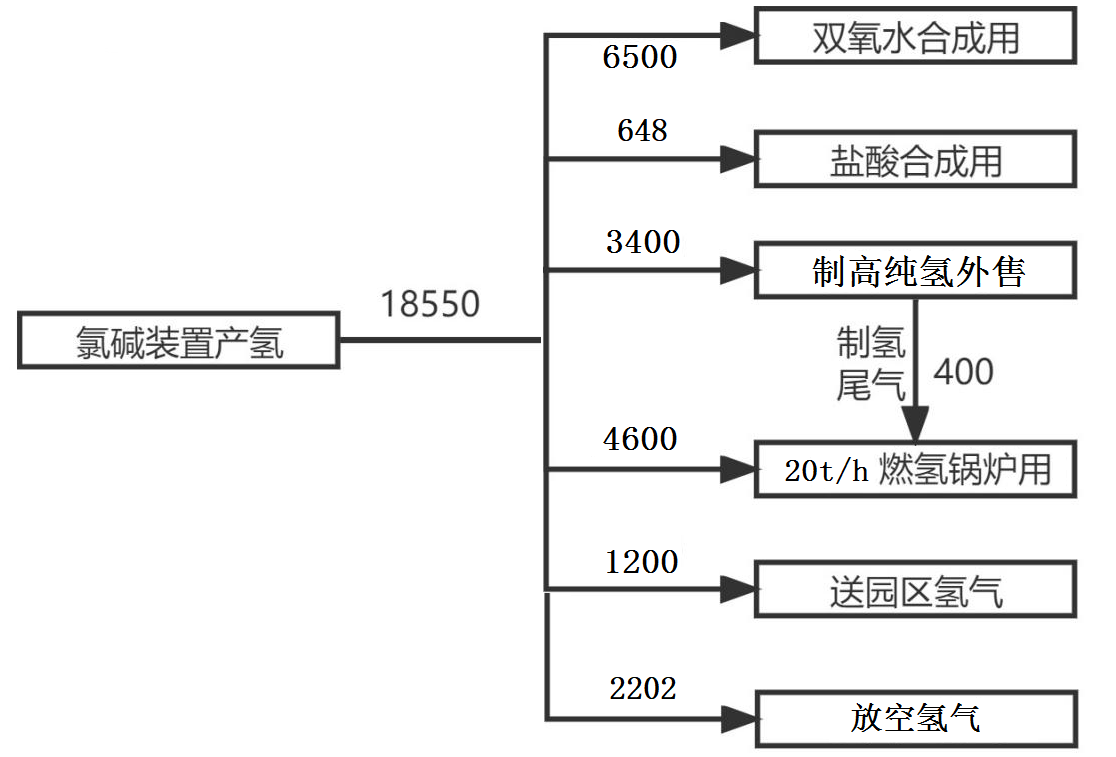 6500
双氧水合成用
648
盐酸合成用
3400
制高纯氢外售
18550
氯碱装置产氢
制氢
尾气
400
4600
20t/h 燃氢锅炉用
1200
送园区氢气
2202
放空氢气